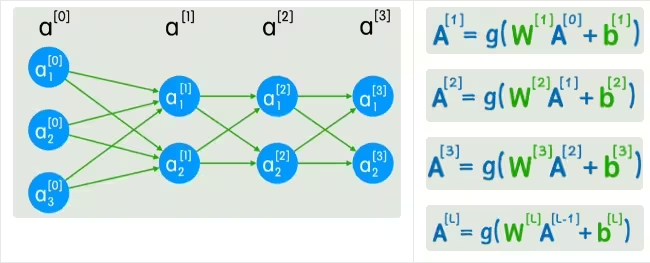 a[0] a[1] a[2] a[3]
a₁[0]
a₂[0]
a₃[0]
a₁[1] a₁[2] a₁[3]
a₂[1] a₂[2] a₂[3]
A[1]= g(W[1]A[0]+ b[1])
A[2]= g(W[2]A[1]+ b[2])
A[3]= g(W[3]A[2]+ b[3])
A[L]= g(W[L]A[L-1]+ b[L])